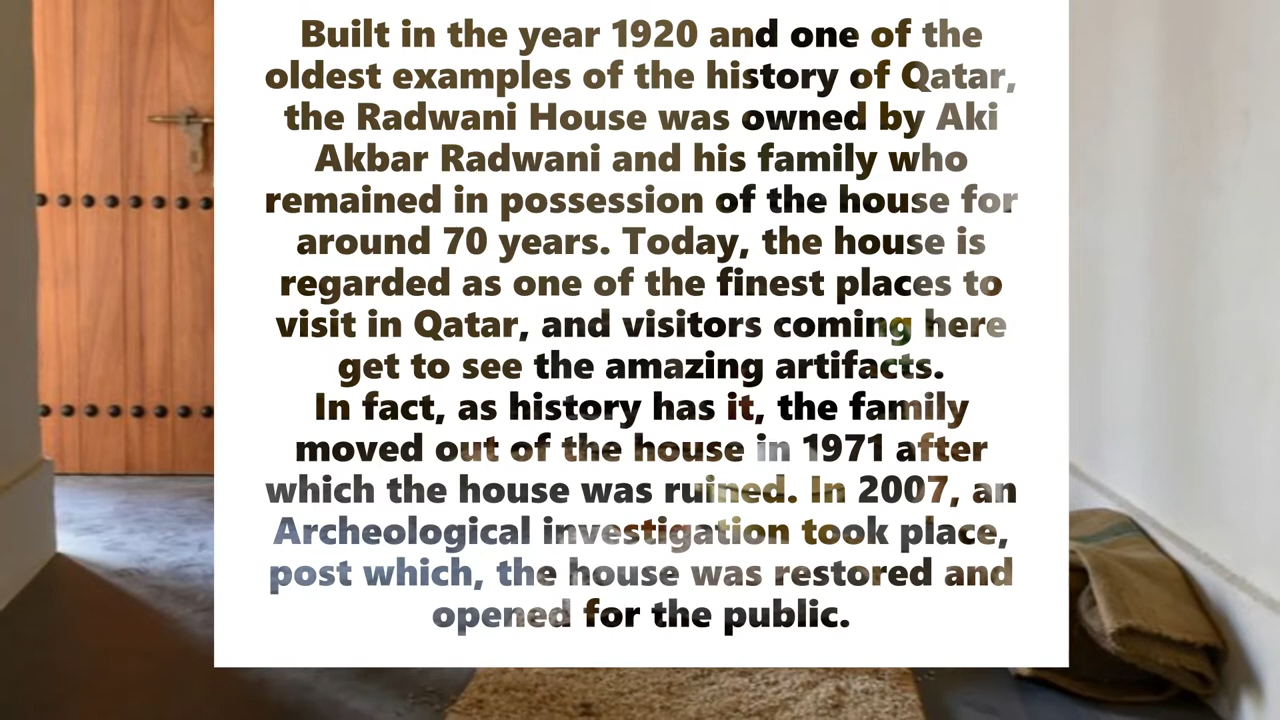 Built in the year 1920 and one of the
oldest examples of the history of Qatar,
the Radwani House was owned by Aki
Akbar Radwani and his family who
remained in possession of the house for
around 70 years. Today, the house is
regarded as one of the finest places to
visit in Qatar, and visitors coming here
get to see the amazing artifacts.
In fact, as history has it, the family
moved out of the house in 1971 after
which the house was ruined. In 2007, an
Archeological investigation took place,
post which, the house was restored and
opened for the public.